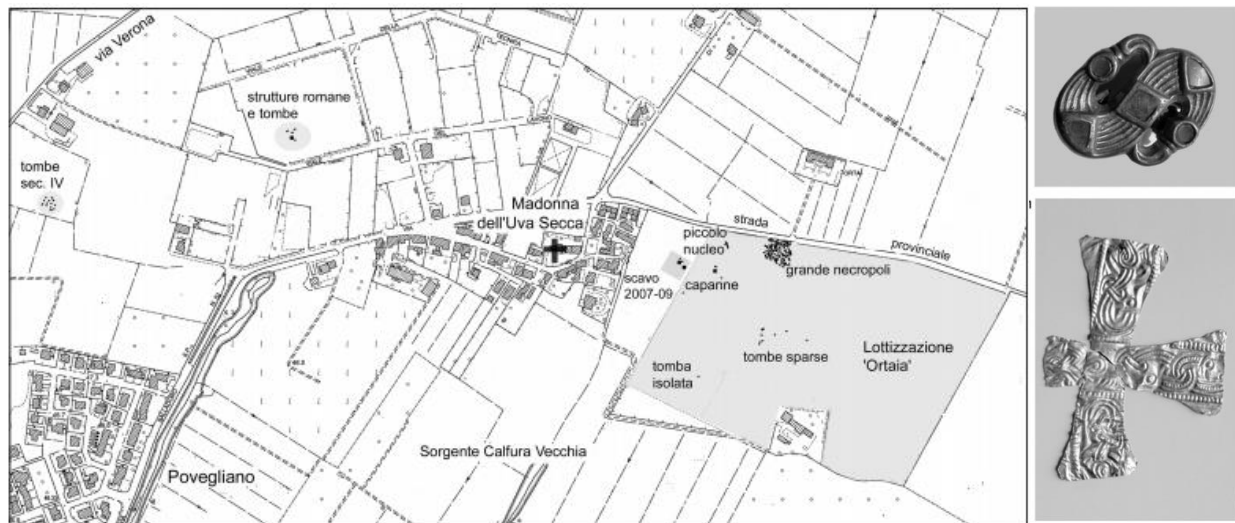 via Verona
strutture romane
e tombe
tombe
sec. IV
Madonna
dell'Uva Secca
strada
provinciale
piccolo
nucleo
grande necropoli
scavo
2007-09
capanne
tombe sparse
Lottizzazione
'Ortaia'
tomba
isolata
Sorgente Calfura Vecchia
Povegliano